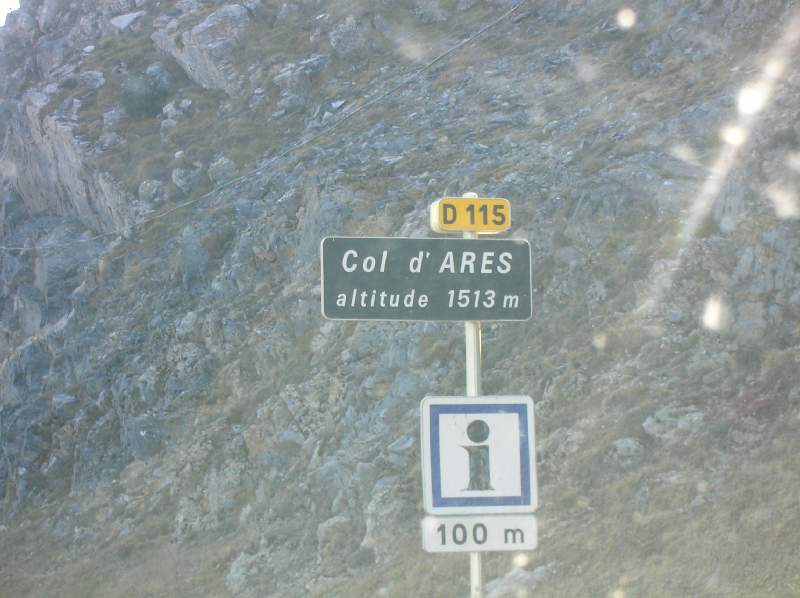 D 115
Col d'ARES
altitude 1513 m
i
100 m